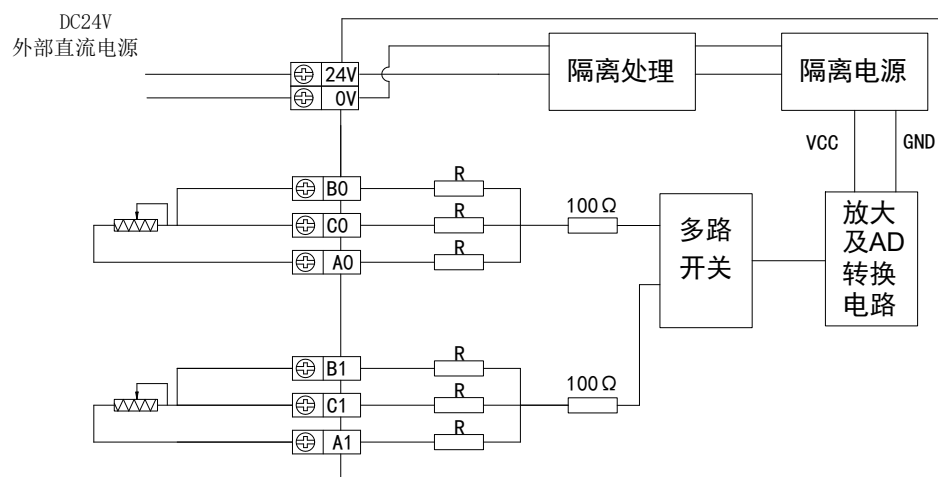 DC24V
外部直流电源
24V
0V
隔离处理
隔离电源
VCC
GND
B0
R
C0
R
A0
R
100Ω
多路
开关
放大
及AD
转换
电路
B1
R
C1
R
A1
R
100Ω